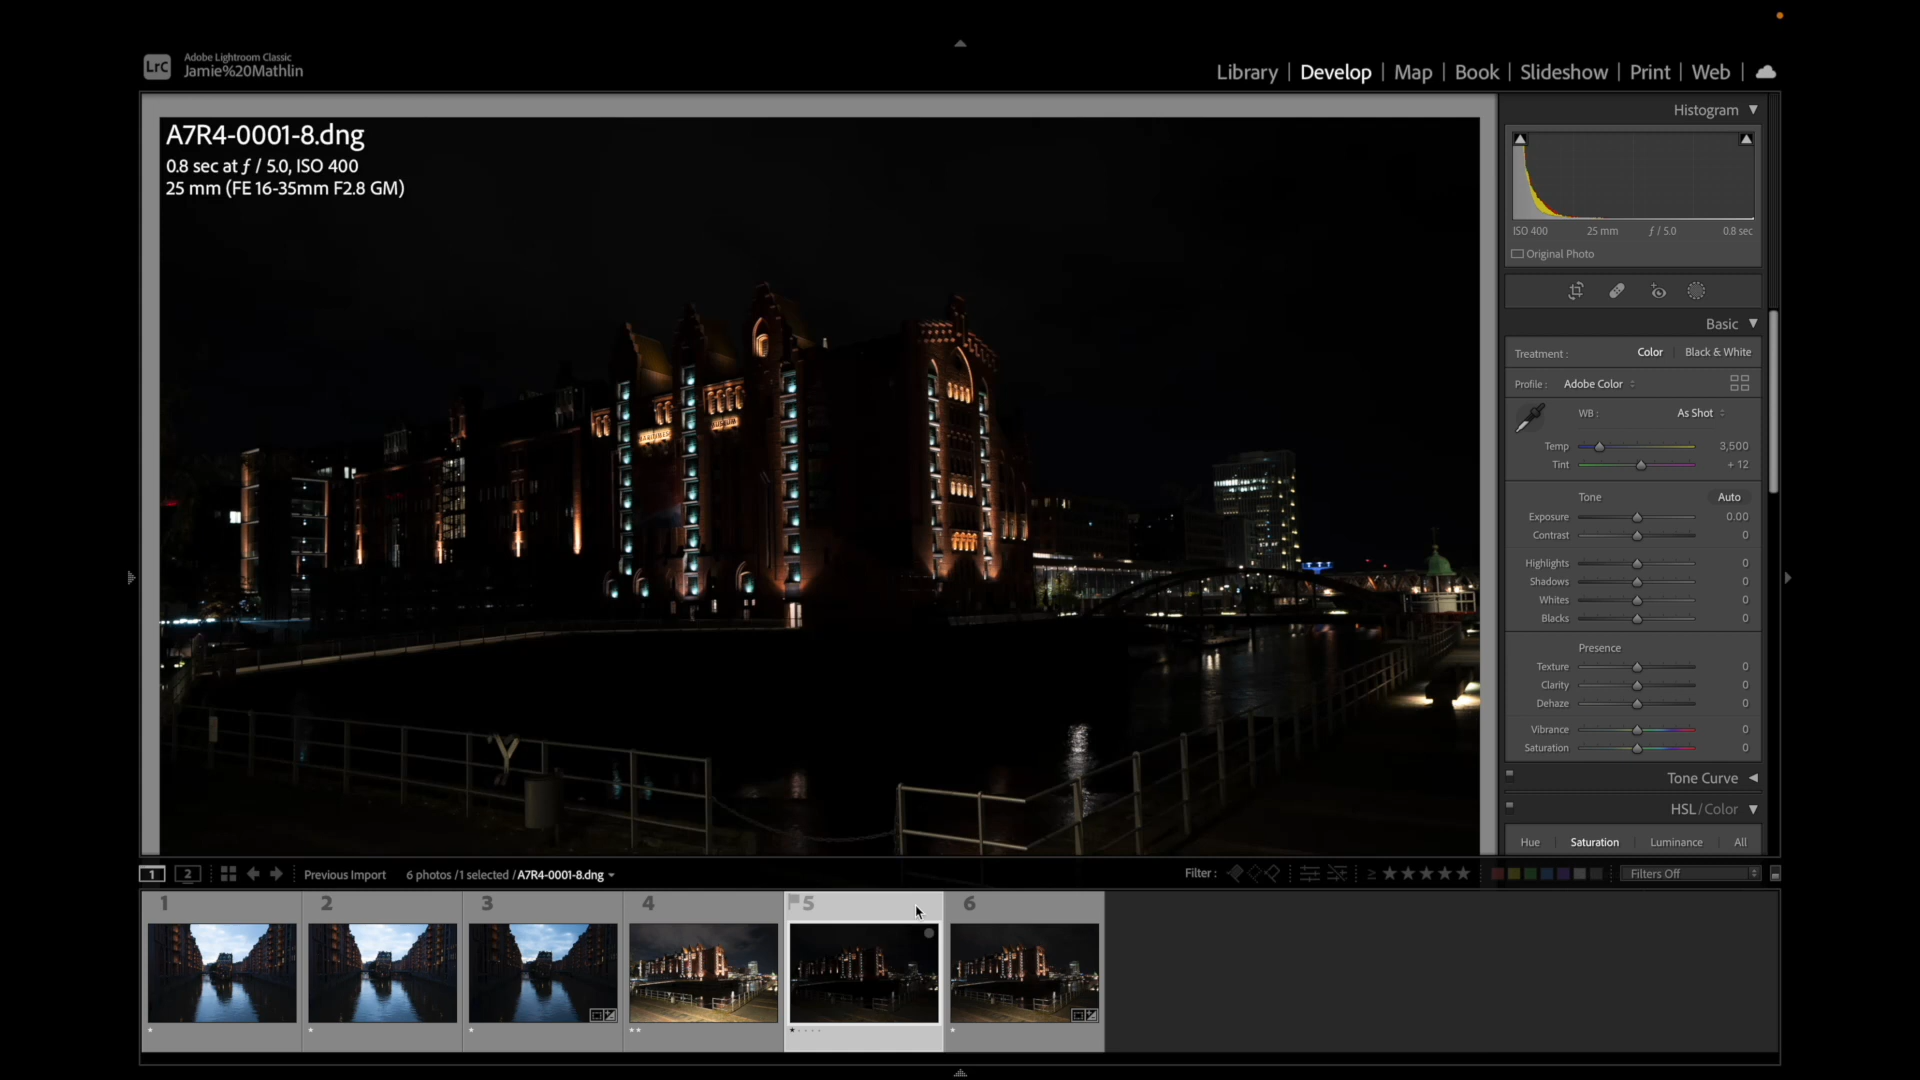 LrC
Adobe Lightroom Classic
Jamie%20Mathlin
Library | Develop | Map | Book | Slideshow | Print | Web
A7R4-0001-8.dng
0.8 sec at ƒ / 5.0, ISO 400
25 mm (FE 16-35mm F2.8 GM)
Histogram
ISO 400 25 mm ƒ / 5.0 0.8 sec
Original Photo
Basic
Treatment : Color Black & White
Profile : Adobe Color
WB : As Shot
Temp 3,500
Tint + 12
Tone Auto
Exposure 0.00
Contrast 0
Highlights 0
Shadows 0
Whites 0
Blacks 0
Presence
Texture 0
Clarity 0
Dehaze 0
Vibrance 0
Saturation 0
Tone Curve
HSL / Color
Hue Saturation Luminance All
1 2 Previous Import 6 photos / 1 selected / A7R4-0001-8.dng Filter : ≥ ★★★★★ Filters Off
1 2 3 4 5 6